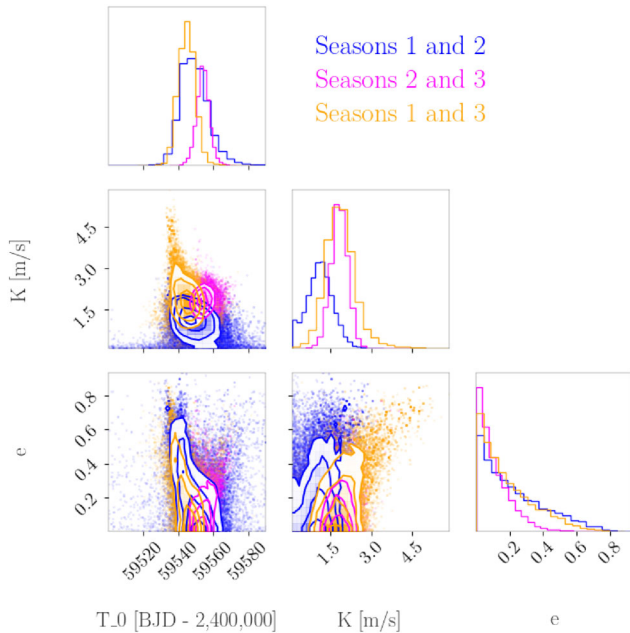 Seasons 1 and 2
Seasons 2 and 3
Seasons 1 and 3
K [m/s]
4.5
3.0
1.5
e
0.8
0.6
0.4
0.2
59520 59540 59560 59580
1.5 3.0 4.5
0.2 0.4 0.6 0.8
T_0 [BJD - 2,400,000] K [m/s] e